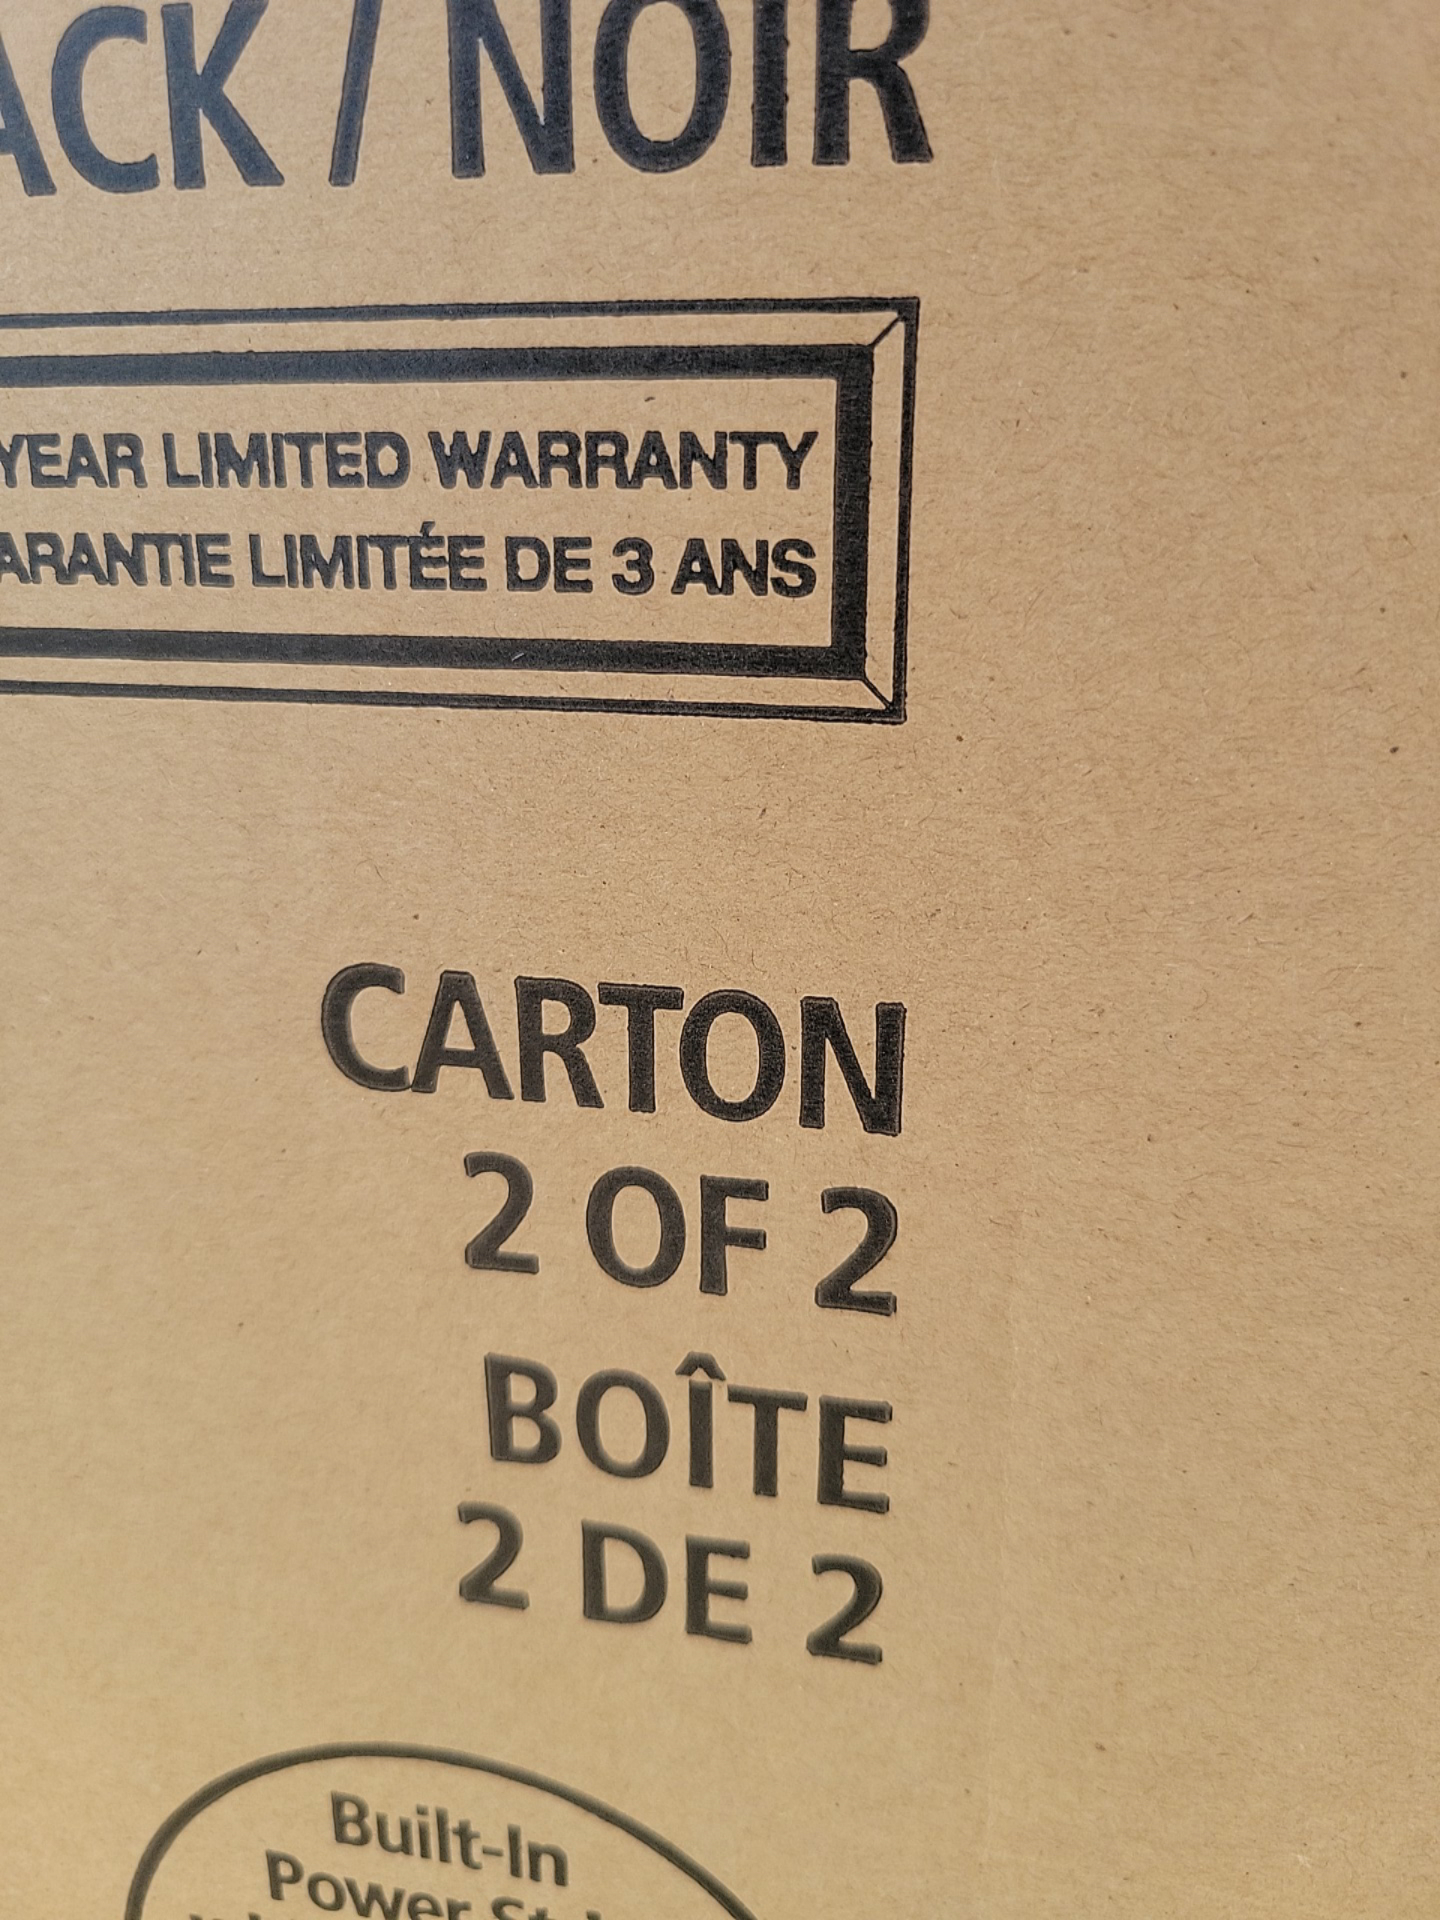 ACK / NOIR
YEAR LIMITED WARRANTY
ARANTIE LIMITÉE DE 3 ANS
CARTON
2 OF 2
BOÎTE
2 DE 2
Built-In
Power